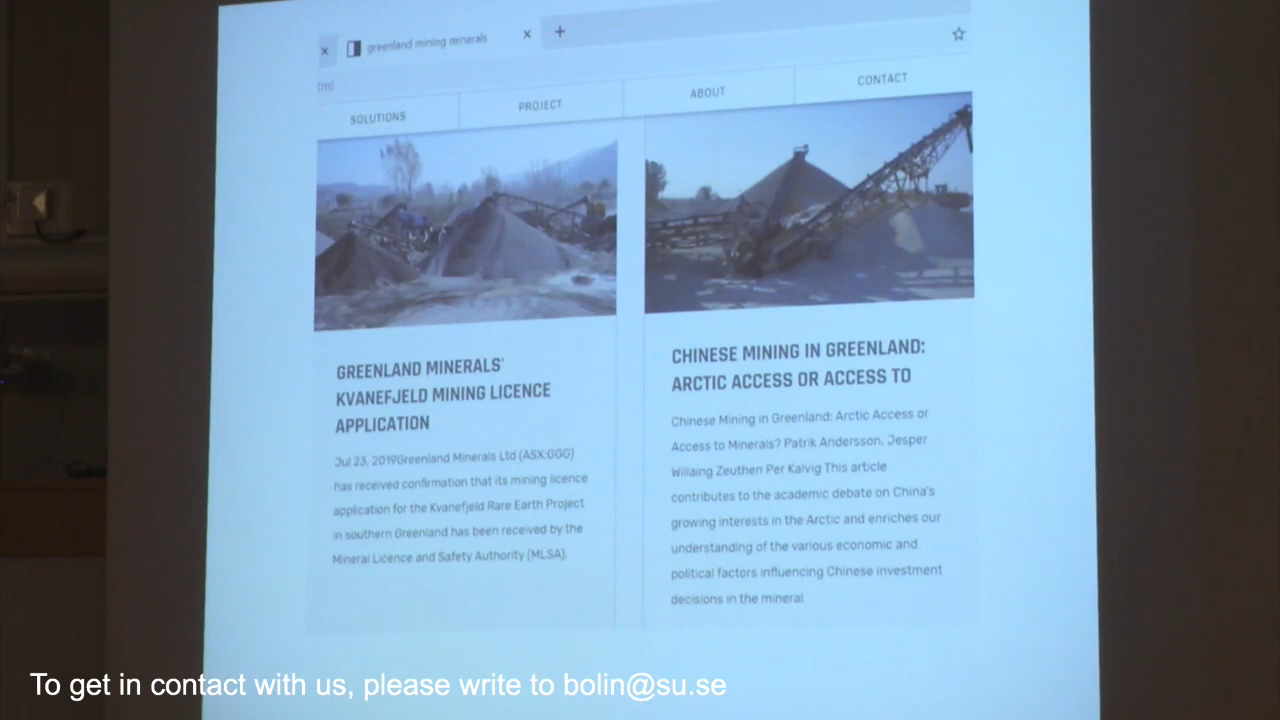 greenland mining minerals
tml
SOLUTIONS
PROJECT
ABOUT
CONTACT
GREENLAND MINERALS'
KVANEFJELD MINING LICENCE
APPLICATION
Jul 23, 2019Greenland Minerals Ltd (ASX:GGG)
has received confirmation that its mining licence
application for the Kvanefjeld Rare Earth Project
in southern Greenland has been received by the
Mineral Licence and Safety Authority (MLSA).
CHINESE MINING IN GREENLAND:
ARCTIC ACCESS OR ACCESS TO
Chinese Mining in Greenland: Arctic Access or
Access to Minerals? Patrik Andersson, Jesper
Willaing Zeuthen Per Kalvig This article
contributes to the academic debate on China's
growing interests in the Arctic and enriches our
understanding of the various economic and
political factors influencing Chinese investment
decisions in the mineral
To get in contact with us, please write to bolin@su.se